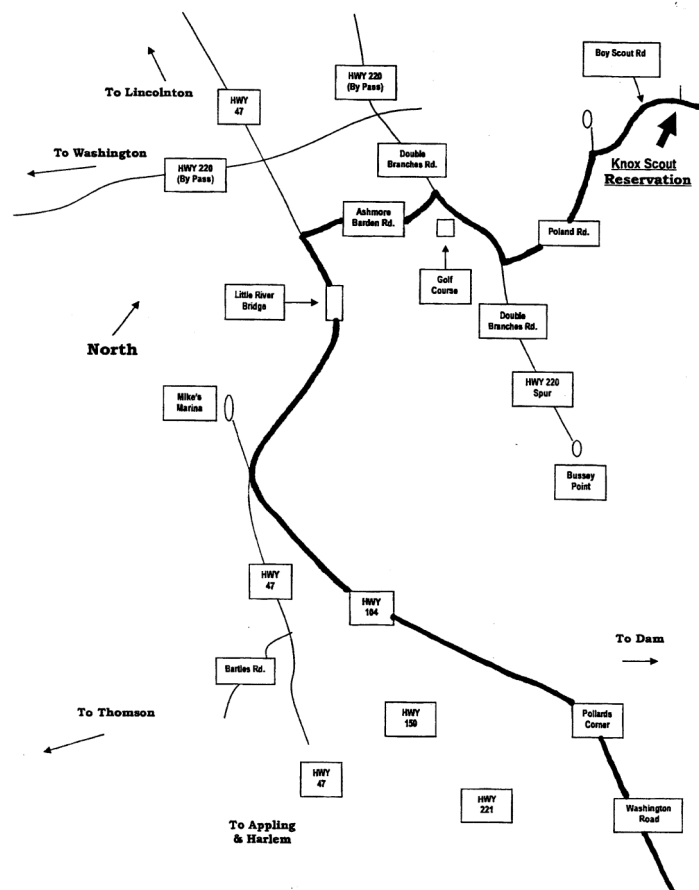 Boy Scout Rd
HWY 220
(By Pass)
To Lincolnton
HWY
47
To Washington
HWY 220
(By Pass)
Double
Branches Rd.
Knox Scout
Reservation
Ashmore
Barden Rd.
Poland Rd.
Golf
Course
Little River
Bridge
Double
Branches Rd.
North
HWY 220
Spur
Mike's
Marina
Bussey
Point
HWY
47
HWY
104
To Dam
Bartles Rd.
To Thomson
HWY
150
Pollards
Corner
HWY
47
HWY
221
Washington
Road
To Appling
& Harlem